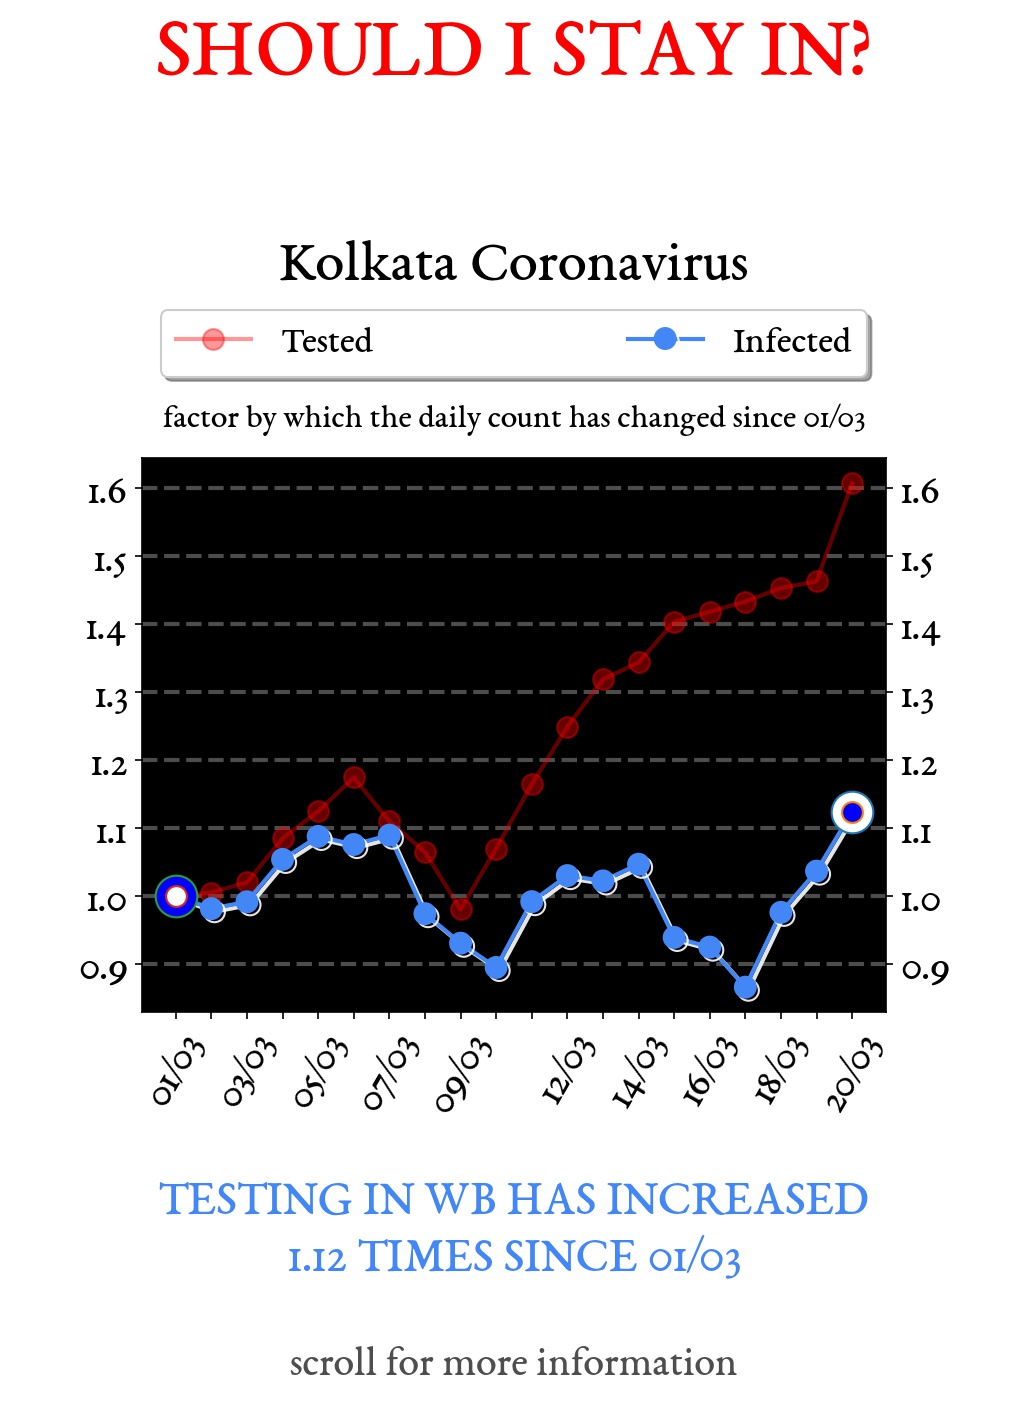 SHOULD I STAY IN?
Kolkata Coronavirus
Tested Infected
factor by which the daily count has changed since 01/03
1.6 1.6
1.5 1.5
1.4 1.4
1.3 1.3
1.2 1.2
1.1 1.1
1.0 1.0
0.9 0.9
01/03 03/03 05/03 07/03 09/03 12/03 14/03 16/03 18/03 20/03
TESTING IN WB HAS INCREASED
1.12 TIMES SINCE 01/03
scroll for more information